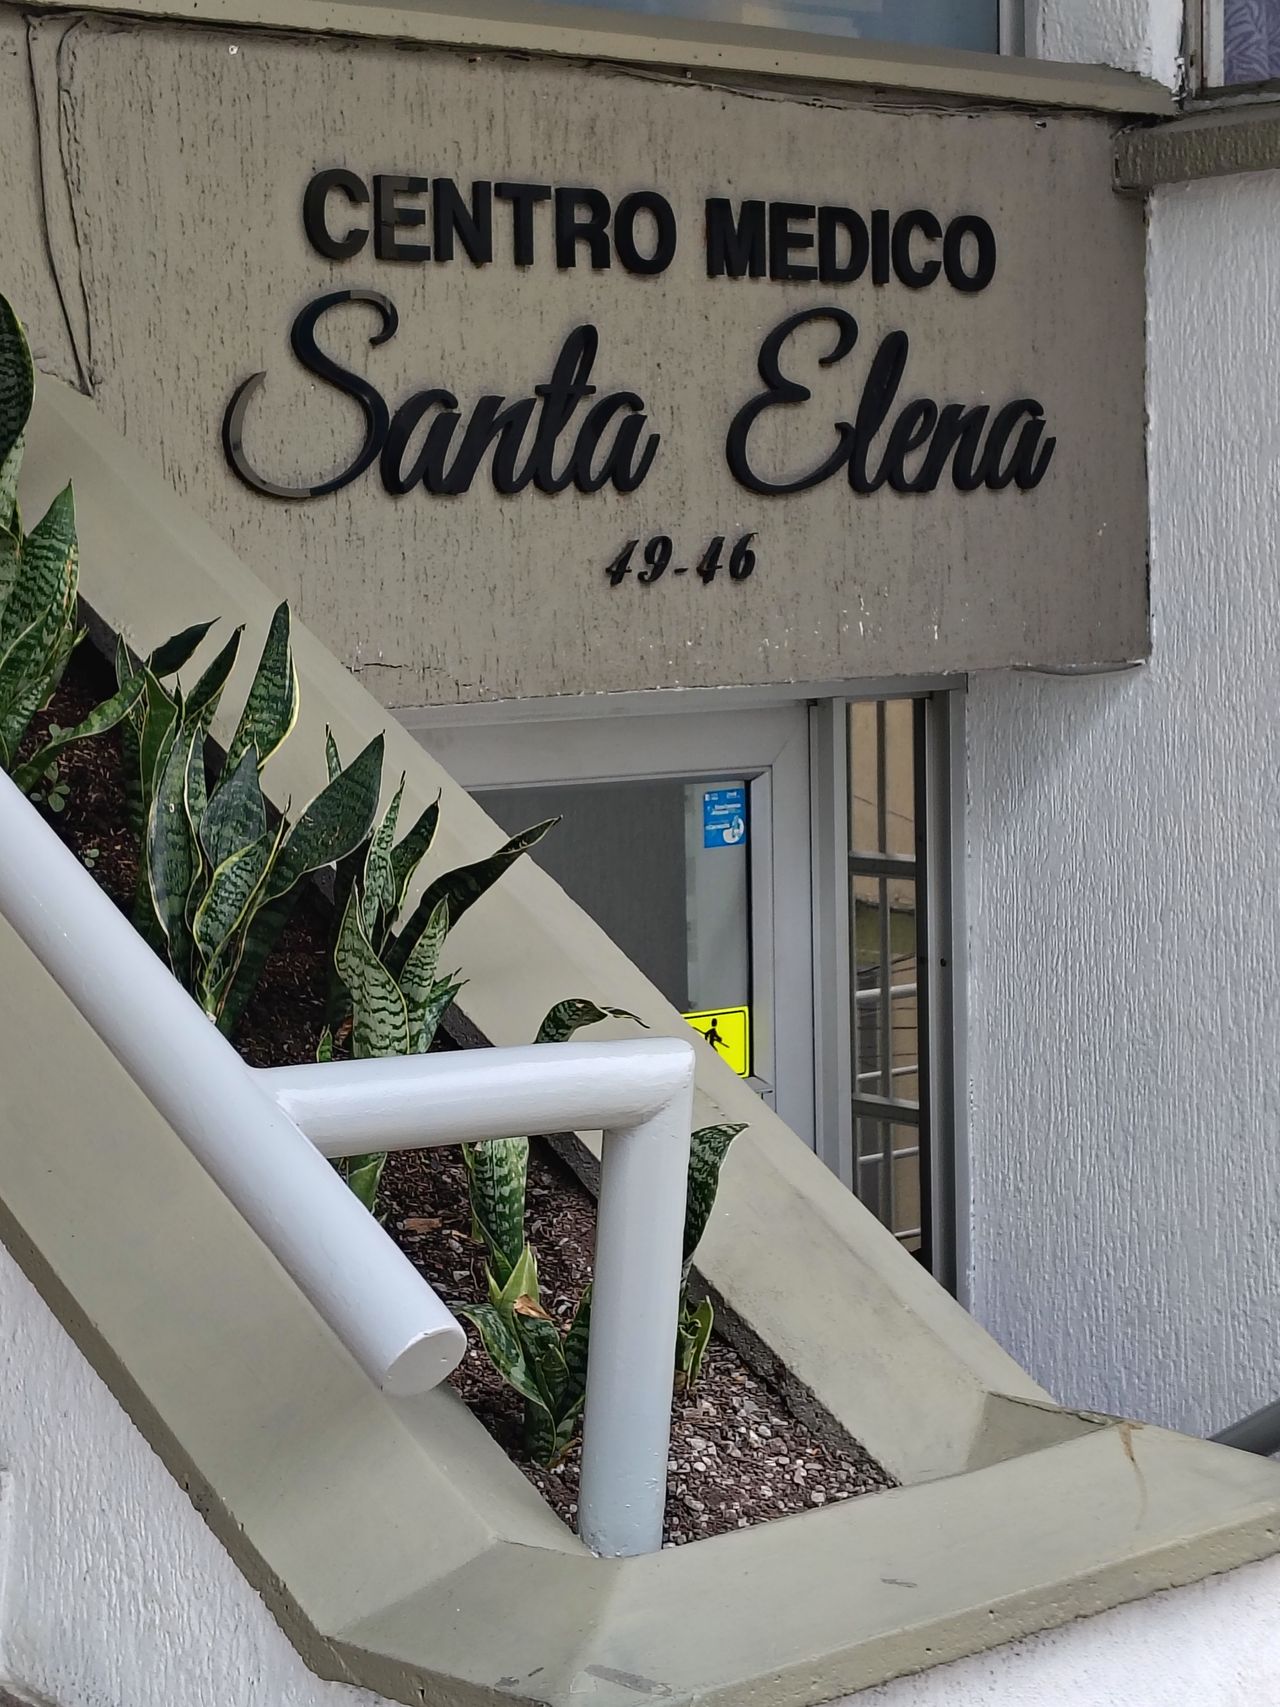 CENTRO MEDICO
Santa Elena
49-46